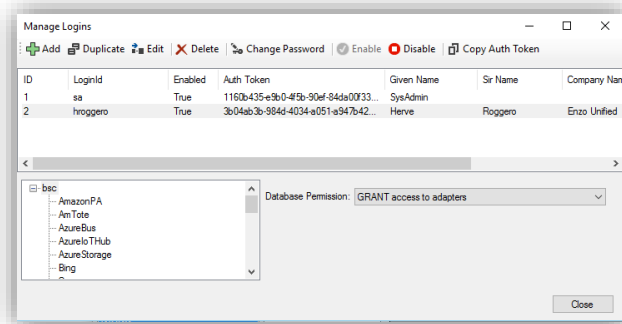 Manage Logins
Add Duplicate Edit Delete Change Password Enable Disable Copy Auth Token
ID LoginId Enabled Auth Token Given Name Sir Name Company Nam
1 sa True 1160b435-e9b0-4f5b-90ef-84da00f33... SysAdmin
2 hroggero True 3b04ab3b-984d-4034-a051-a947b42... Herve Roggero Enzo Unified
bsc
Database Permission: GRANT access to adapters
AmazonPA
AmTote
AzureBus
AzureIoTHub
AzureStorage
Bing
Close